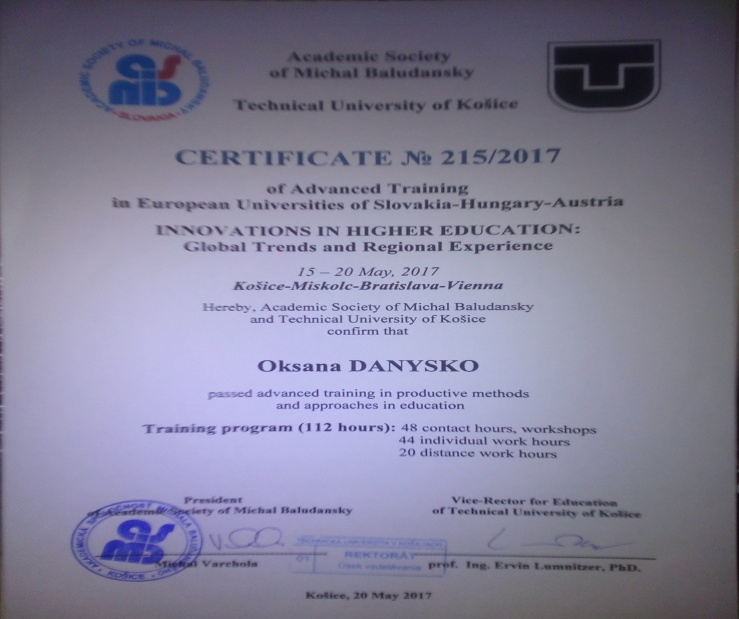 ACADEMIC SOCIETY OF MICHAL BALUDANSKY
SLOVAKIA
Academic Society
of Michal Baludansky
Technical University of Košice
CERTIFICATE № 215/2017
of Advanced Training
in European Universities of Slovakia-Hungary-Austria
INNOVATIONS IN HIGHER EDUCATION:
Global Trends and Regional Experience
15 – 20 May, 2017
Košice-Miskolc-Bratislava-Vienna
Hereby, Academic Society of Michal Baludansky
and Technical University of Košice
confirm that
Oksana DANYSKO
passed advanced training in productive methods
and approaches in education
Training program (112 hours): 48 contact hours, workshops
44 individual work hours
20 distance work hours
President
of Academic Society of Michal Baludansky
Vice-Rector for Education
of Technical University of Košice
KOŠICE
REKTORÁT
01
Michal Varchola
prof. Ing. Ervin Lumnitzer, PhD.
Košice, 20 May 2017